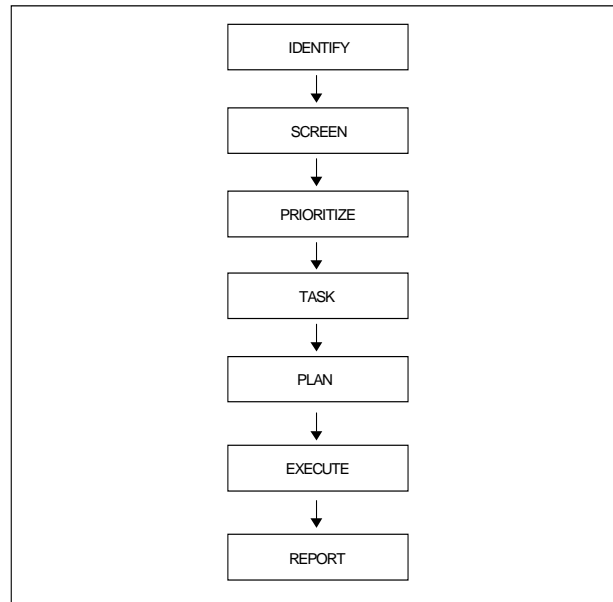 IDENTIFY
SCREEN
PRIORITIZE
TASK
PLAN
EXECUTE
REPORT